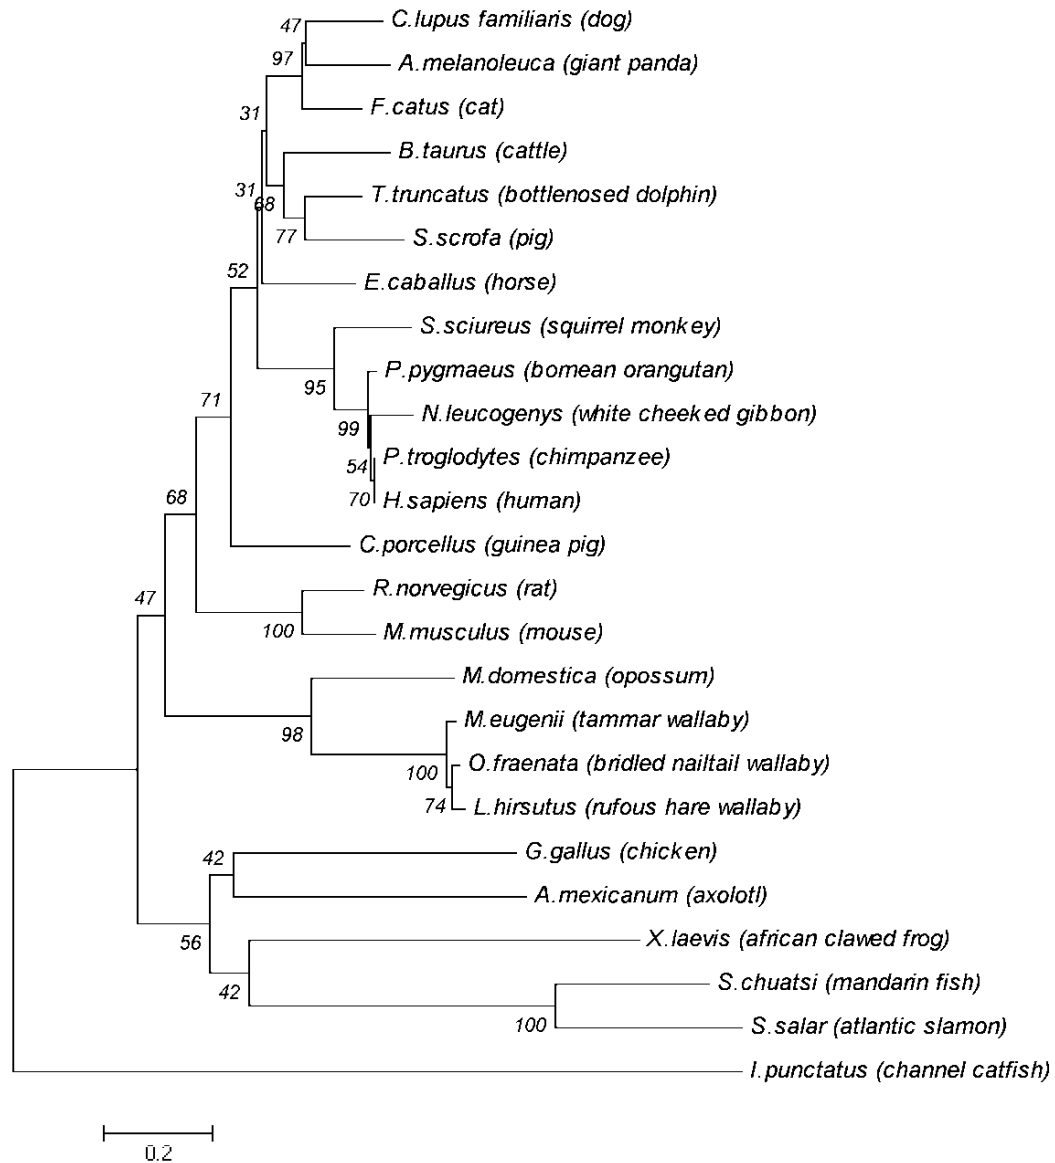 47
C.lupus familiaris (dog)
97
A.melanoleuca (giant panda)
F.catus (cat)
31
B.taurus (cattle)
31
68
T.truncatus (bottlenosed dolphin)
77
S.scrofa (pig)
52
E.caballus (horse)
S.sciureus (squirrel monkey)
95
P.pygmaeus (bornean orangutan)
71
N.leucogenys (white cheeked gibbon)
99
P.troglodytes (chimpanzee)
54
70
H.sapiens (human)
68
C.porcellus (guinea pig)
R.norvegicus (rat)
47
100
M.musculus (mouse)
M.domestica (opossum)
98
M.eugenii (tammar wallaby)
100
O.fraenata (bridled nailtail wallaby)
74
L.hirsutus (rufous hare wallaby)
42
G.gallus (chicken)
A.mexicanum (axolotl)
56
X.laevis (african clawed frog)
42
S.chuatsi (mandarin fish)
100
S.salar (atlantic slamon)
I.punctatus (channel catfish)
0.2